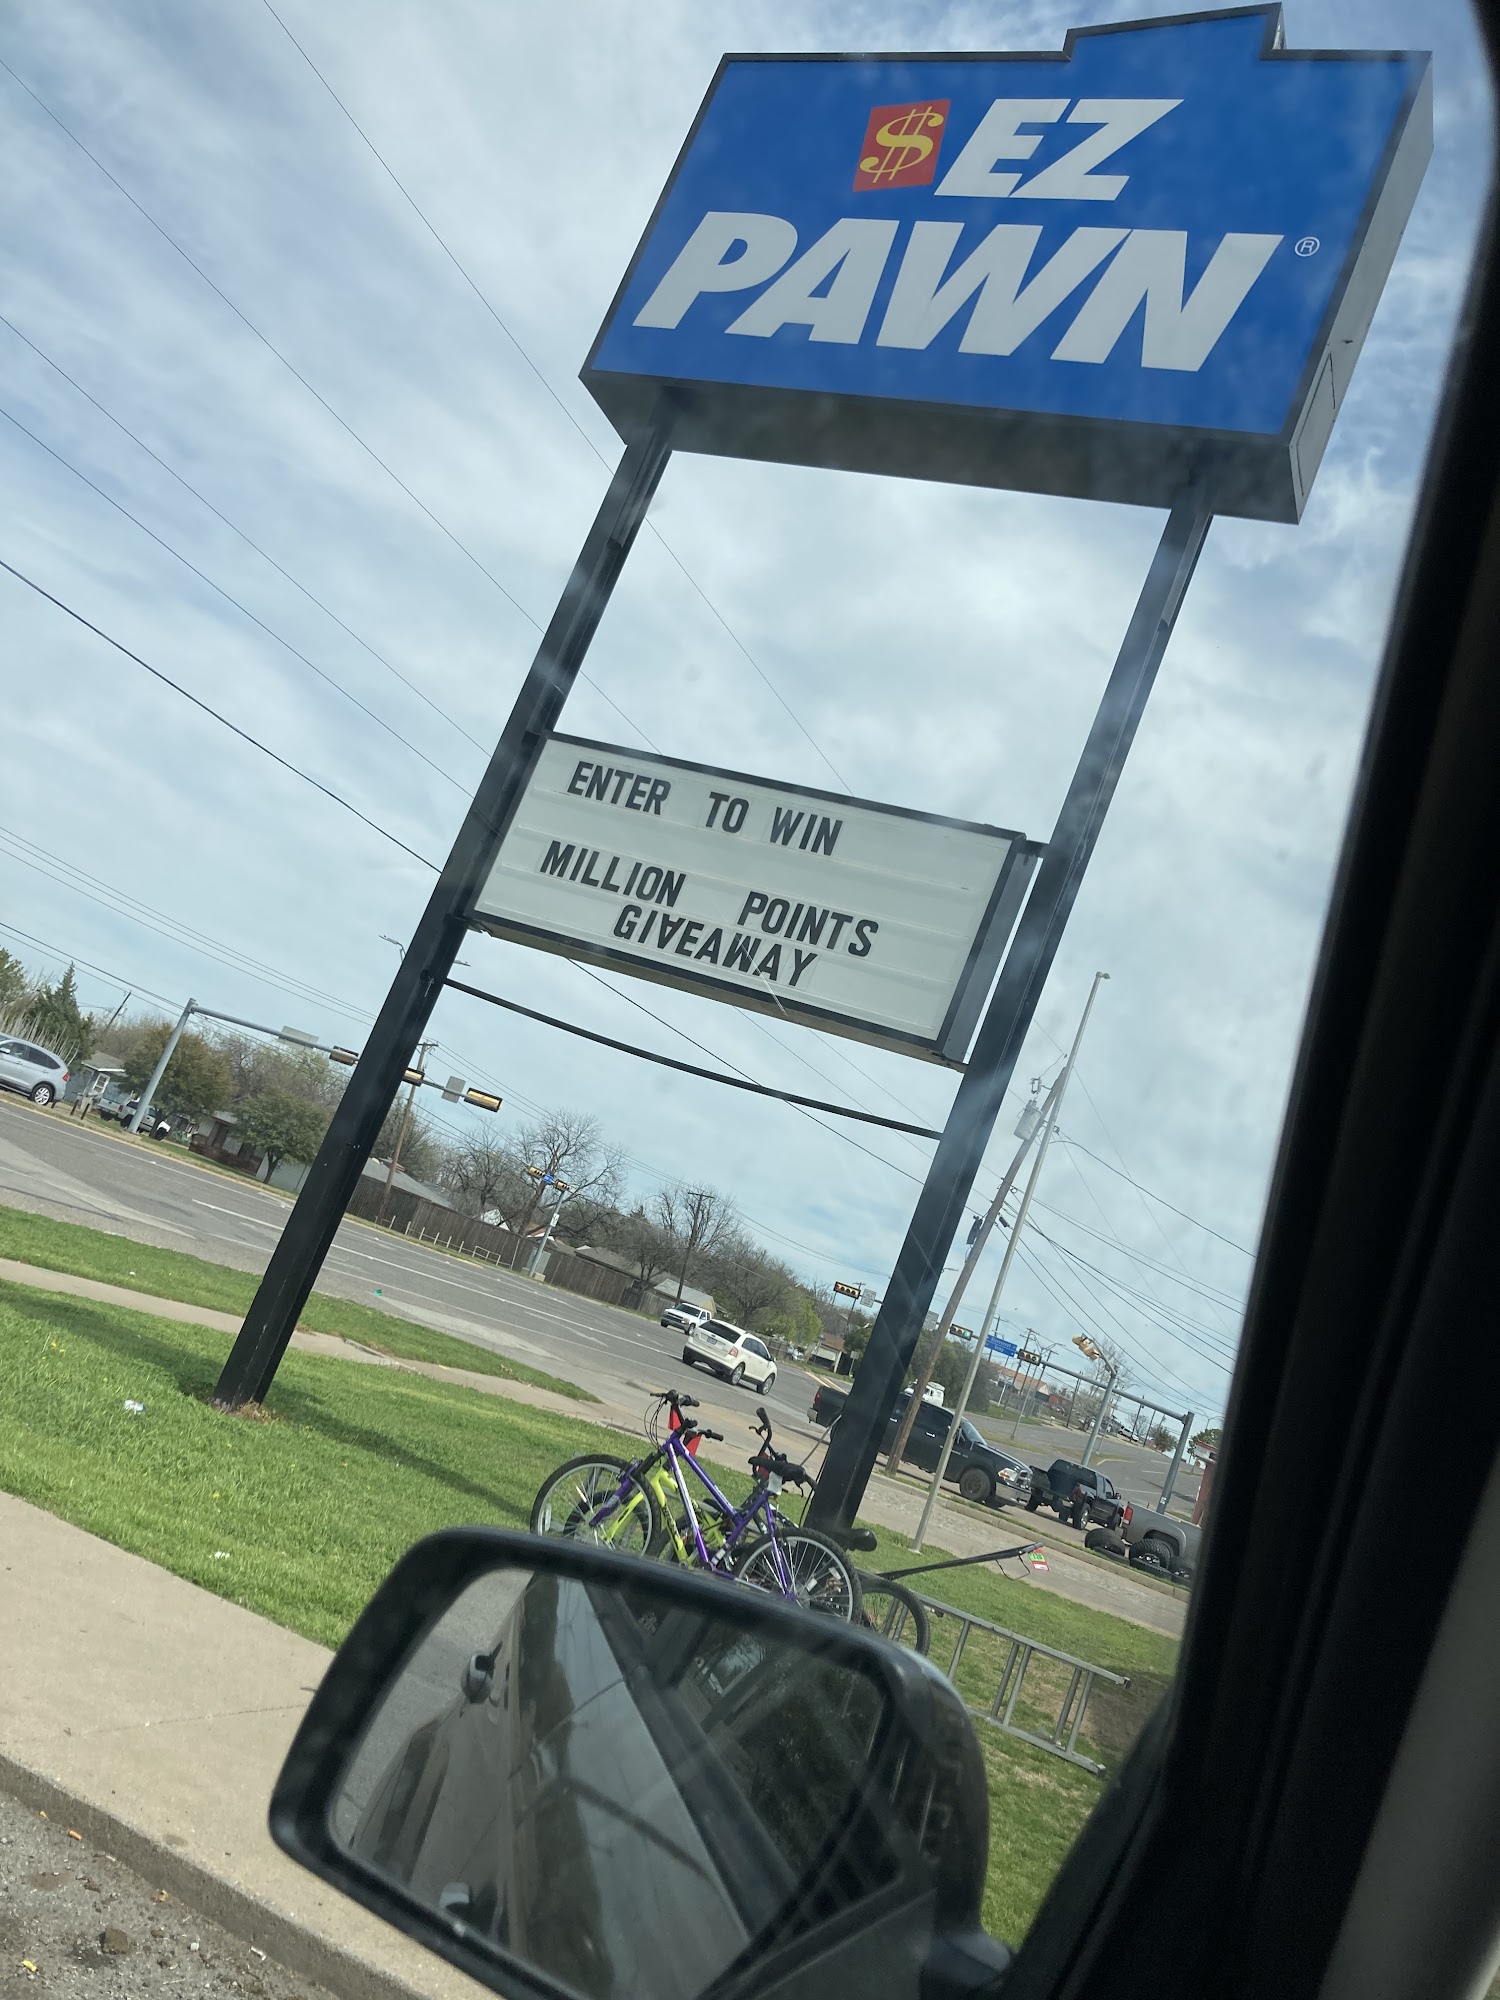 $ EZ
PAWN ®
ENTER TO WIN
MILLION POINTS
GIVEAWAY